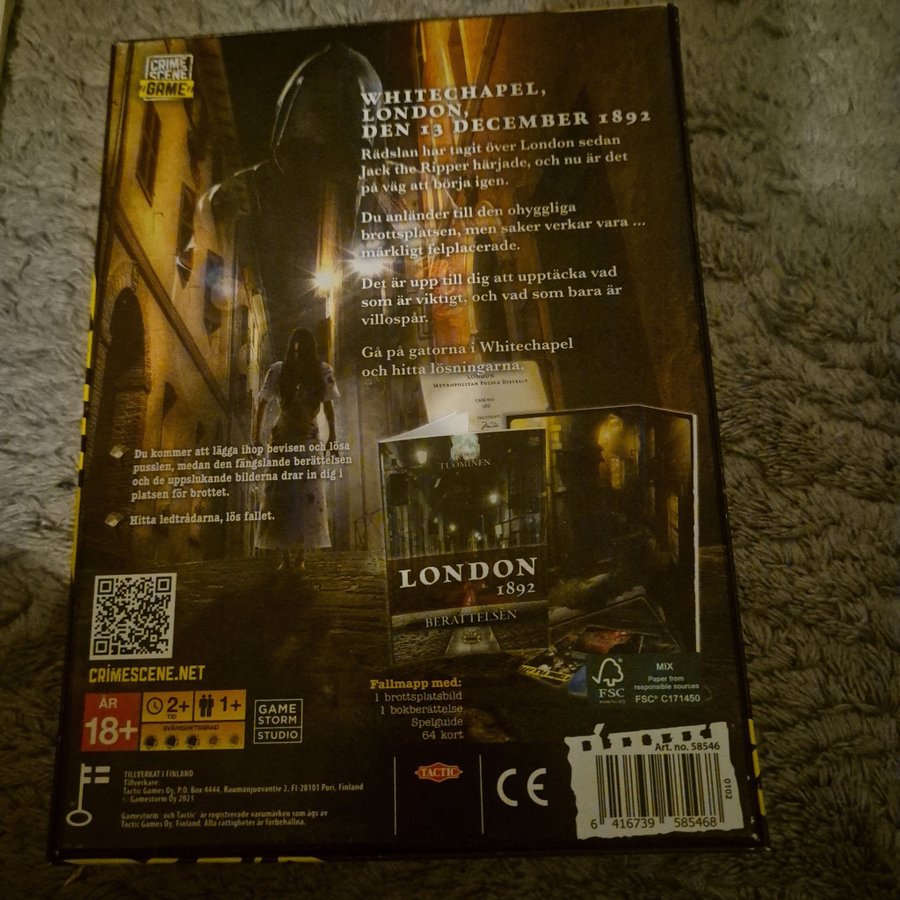 CRIME
SCENE
GAME
WHITECHAPEL,
LONDON,
DEN 13 DECEMBER 1892
Rädslan har tagit över London sedan
Jack the Ripper härjade, och nu är det
på väg att börja igen.
Du anländer till den ohyggliga
brottsplatsen, men saker verkar vara ...
märkligt felplacerade.
Det är upp till dig att upptäcka vad
som är viktigt, och vad som bara är
villospår.
Gå på gatorna i Whitechapel
och hitta lösningarna.
LONDON
METROPOLITAN POLICE DISTRICT
CASE NO:
INCIDENT
Du kommer att lägga ihop bevisen och lösa
pusslen, medan den fängslande berättelsen
och de uppslukande bilderna drar in dig i
platsen för brottet.
Hitta ledtrådarna, lös fallet.
TUOMINEN
LONDON
1892
BERÄTTELSEN
CRIMESCENE.NET
Fallmapp med:
1 brottsplatsbild
1 bokberättelse
Spelguide
64 kort
FSC
MIX
Paper from
responsible sources
FSC® C171450
ÅR
18+
2+
TID
1+
SVÅRIGHETSGRAD
GAME
STORM
STUDIO
TILLVERKAT I FINLAND
Tillverkare:
Tactic Games Oy, P.O. Box 4444, Raumanjuovantie 2, FI-28101 Pori, Finland
© Gamestorm Oy 2021
Gamestorm och Tactic är registrerade varumärken som ägs av
Tactic Games Oy, Finland. Alla rättigheter är förbehållna.
TACTIC
CE
Art. no. 58546
0102
6 416739 585468